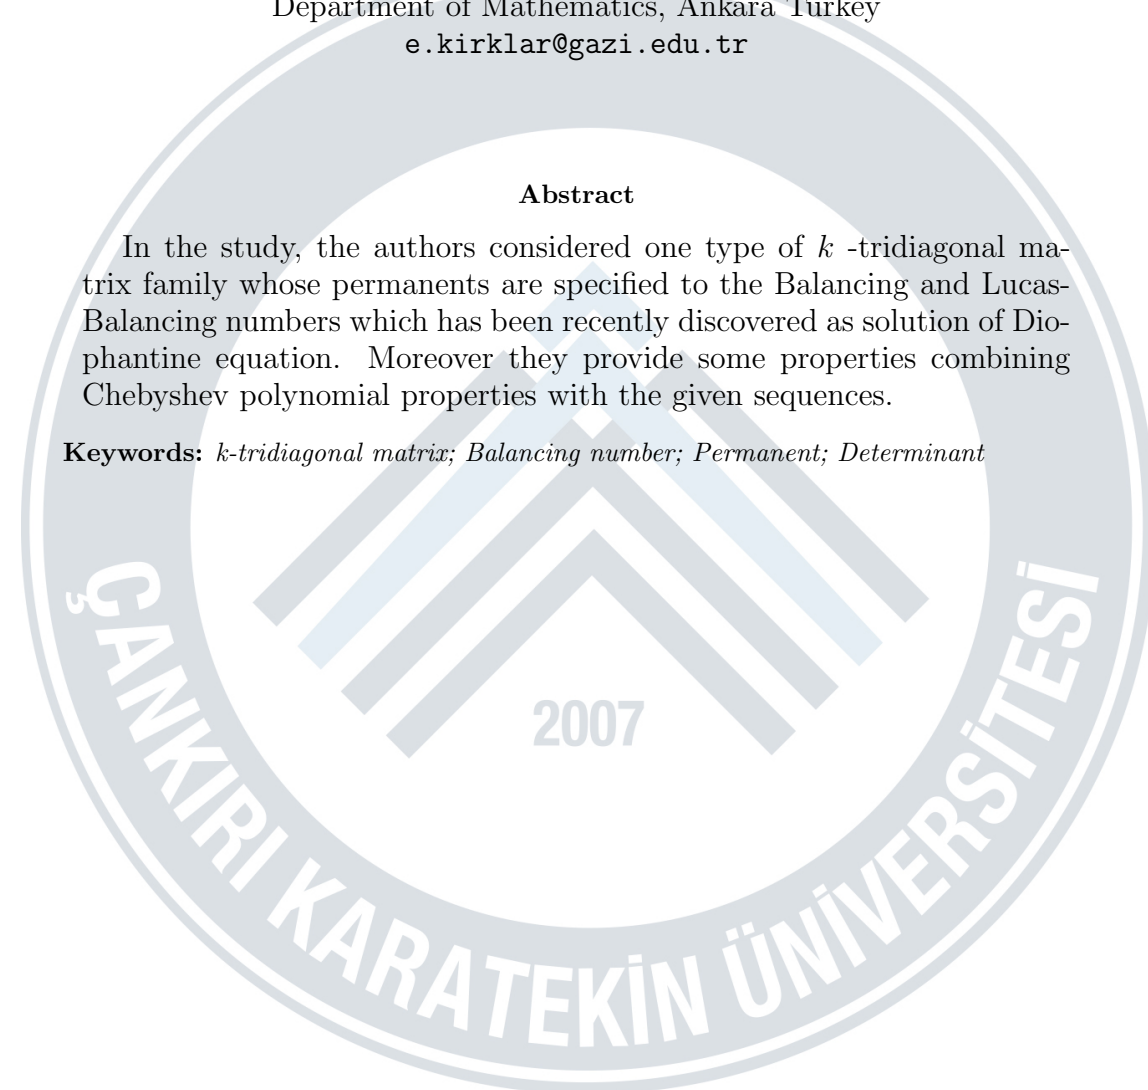 Department of Mathematics, Ankara Turkey
e.kirklar@gazi.edu.tr
Abstract
In the study, the authors considered one type of k -tridiagonal ma-
trix family whose permanents are specified to the Balancing and Lucas-
Balancing numbers which has been recently discovered as solution of Dio-
phantine equation. Moreover they provide some properties combining
Chebyshev polynomial properties with the given sequences.
Keywords: k-tridiagonal matrix; Balancing number; Permanent; Determinant
2007
ÇANKIRI KARATEKİN ÜNİVERSİTESİ